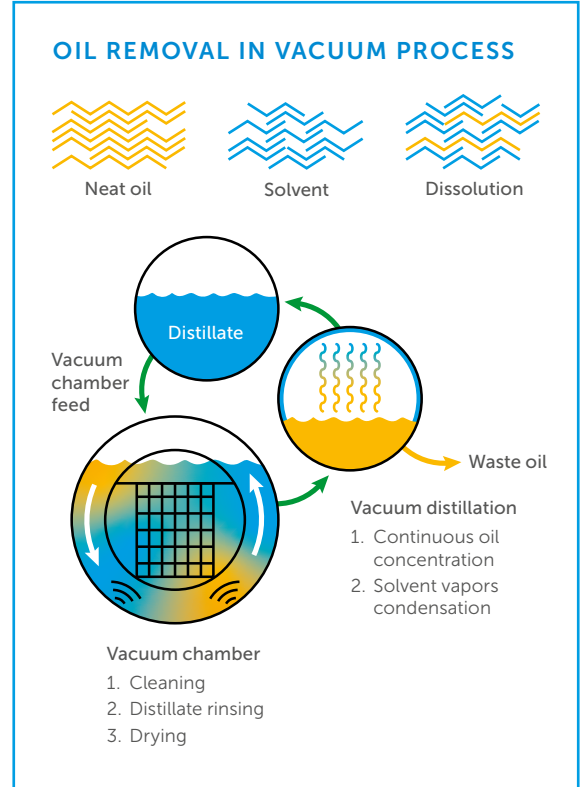 OIL REMOVAL IN VACUUM PROCESS
Neat oil
Solvent
Dissolution
Distillate
Vacuum
chamber
feed
Waste oil
Vacuum distillation
1. Continuous oil
concentration
2. Solvent vapors
condensation
Vacuum chamber
1. Cleaning
2. Distillate rinsing
3. Drying